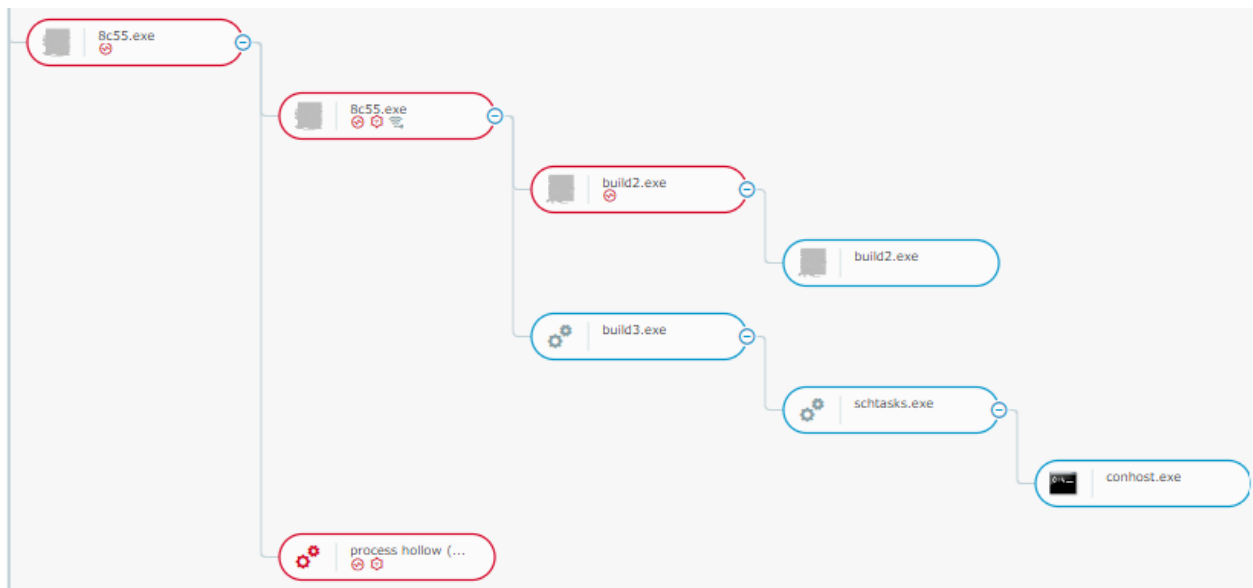 8c55.exe
8c55.exe
build2.exe
build2.exe
build3.exe
schtasks.exe
conhost.exe
process hollow (...